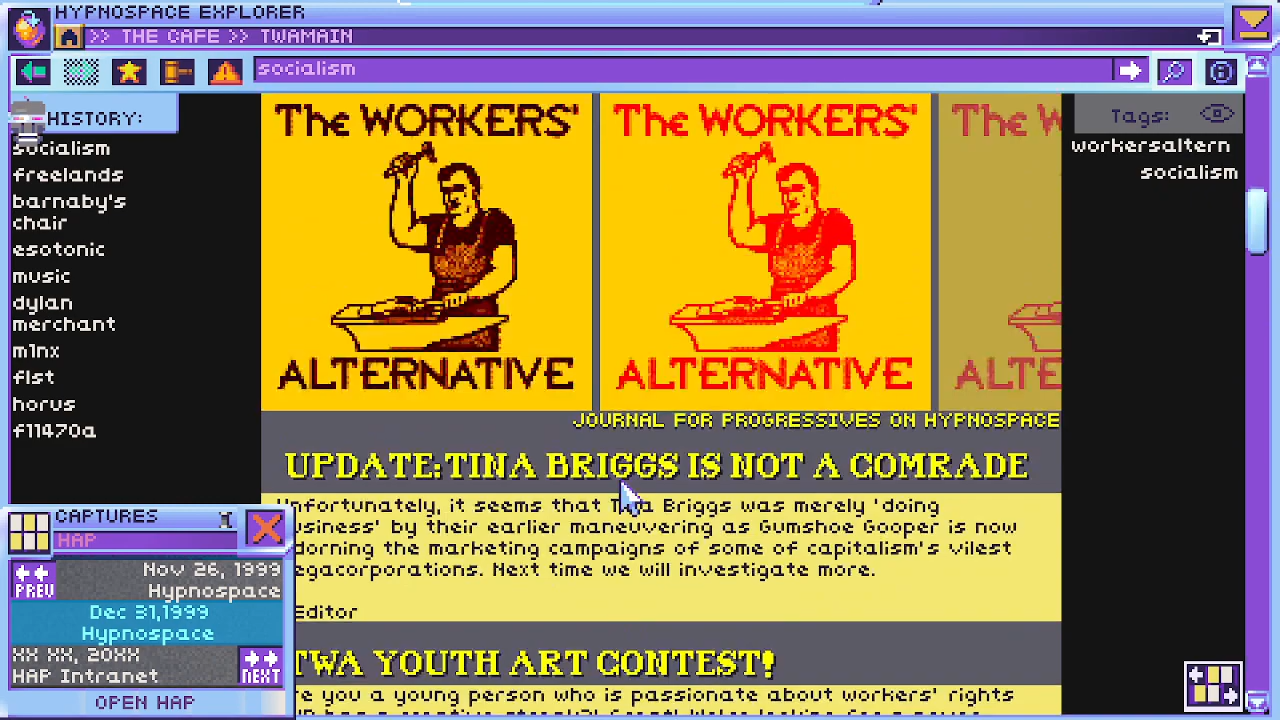 HYPNOSPACE EXPLORER
>> THE CAFE >> TWAMAIN
socialism
HISTORY:
socialism
freelands
barnaby's
chair
esotonic
music
dylan
merchant
m1nx
f1st
horus
f11470a
The WORKERS'
ALTERNATIVE
The WORKERS'
ALTERNATIVE
The W
ALTE
JOURNAL FOR PROGRESSIVES ON HYPNOSPACE
UPDATE: TINA BRIGGS IS NOT A COMRADE
Unfortunately, it seems that Tina Briggs was merely 'doing
usiness' by their earlier maneuvering as Gumshoe Gooper is now
dorning the marketing campaigns of some of capitalism's vilest
egacorporations. Next time we will investigate more.
Editor
TWA YOUTH ART CONTEST!
re you a young person who is passionate about workers' rights
Tags:
workersaltern
socialism
CAPTURES
HAP
PREV
Nov 26, 1999
Hypnospace
Dec 31,1999
Hypnospace
XX XX, 20XX
HAP Intranet
NEXT
OPEN HAP